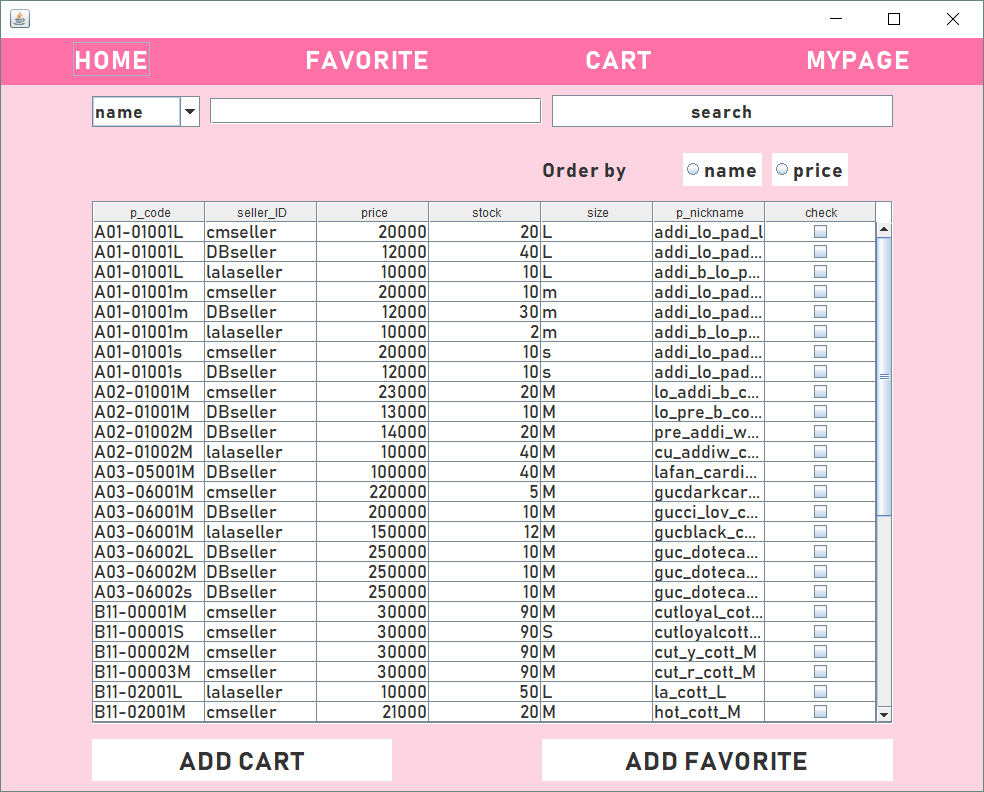 HOME FAVORITE CART MYPAGE
name search
Order by name price
p_code seller_ID price stock size p_nickname check
A01-01001L cmseller 20000 20 L addi_lo_pad_l
A01-01001L DBseller 12000 40 L addi_lo_pad...
A01-01001L lalaseller 10000 10 L addi_b_lo_p...
A01-01001m cmseller 20000 10 m addi_lo_pad...
A01-01001m DBseller 12000 30 m addi_lo_pad...
A01-01001m lalaseller 10000 2 m addi_b_lo_p...
A01-01001s cmseller 20000 10 s addi_lo_pad...
A01-01001s DBseller 12000 10 s addi_lo_pad...
A02-01001M cmseller 23000 20 M lo_addi_b_c...
A02-01001M DBseller 13000 10 M lo_pre_b_co...
A02-01002M DBseller 14000 20 M pre_addi_w...
A02-01002M lalaseller 10000 40 M cu_addiw_c...
A03-05001M DBseller 100000 40 M lafan_cardi...
A03-06001M cmseller 220000 5 M gucdarkcar...
A03-06001M DBseller 200000 10 M gucci_lov_c...
A03-06001M lalaseller 150000 12 M gucblack_c...
A03-06002L DBseller 250000 10 M guc_doteca...
A03-06002M DBseller 250000 10 M guc_doteca...
A03-06002s DBseller 250000 10 M guc_doteca...
B11-00001M cmseller 30000 90 M cutloyal_cot...
B11-00001S cmseller 30000 90 S cutloyalcott...
B11-00002M cmseller 30000 90 M cut_y_cott_M
B11-00003M cmseller 30000 90 M cut_r_cott_M
B11-02001L lalaseller 10000 50 L la_cott_L
B11-02001M cmseller 21000 20 M hot_cott_M
ADD CART ADD FAVORITE